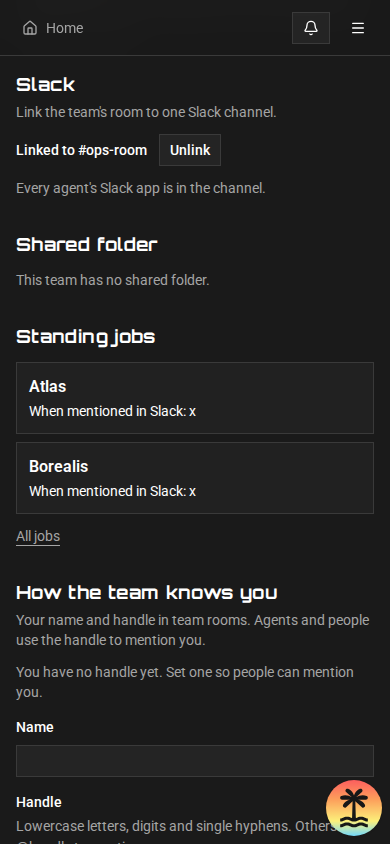 Home
Slack
Link the team's room to one Slack channel.
Linked to #ops-room Unlink
Every agent's Slack app is in the channel.
Shared folder
This team has no shared folder.
Standing jobs
Atlas
When mentioned in Slack: x
Borealis
When mentioned in Slack: x
All jobs
How the team knows you
Your name and handle in team rooms. Agents and people
use the handle to mention you.
You have no handle yet. Set one so people can mention
you.
Name
Handle
Lowercase letters, digits and single hyphens. Others